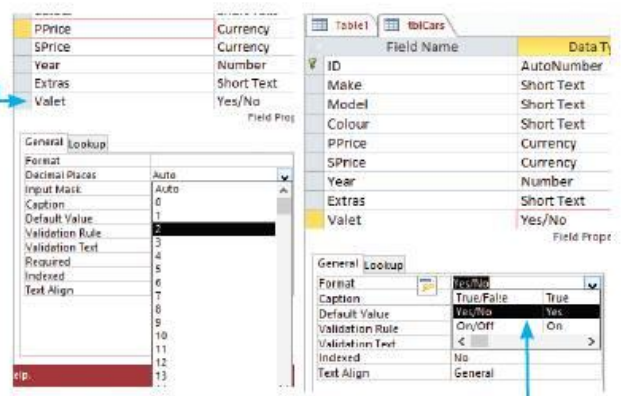 PPrice Currency
SPrice Currency
Year Number
Extras Short Text
Valet Yes/No
Field Prop
General Lookup
Format
Decimal Places Auto
Input Mask Auto
Caption 0
Default Value 1
Validation Rule 2
Validation Text 3
Required 4
Indexed 5
Text Align 6
7
8
9
10
11
12
13
elp.
Table1 tblCars
Field Name Data Ty
ID AutoNumber
Make Short Text
Model Short Text
Colour Short Text
PPrice Currency
SPrice Currency
Year Number
Extras Short Text
Valet Yes/No
Field Prope
General Lookup
Format Yes/No
Caption True/False True
Default Value Yes/No Yes
Validation Rule On/Off On
Validation Text < >
Indexed No
Text Align General